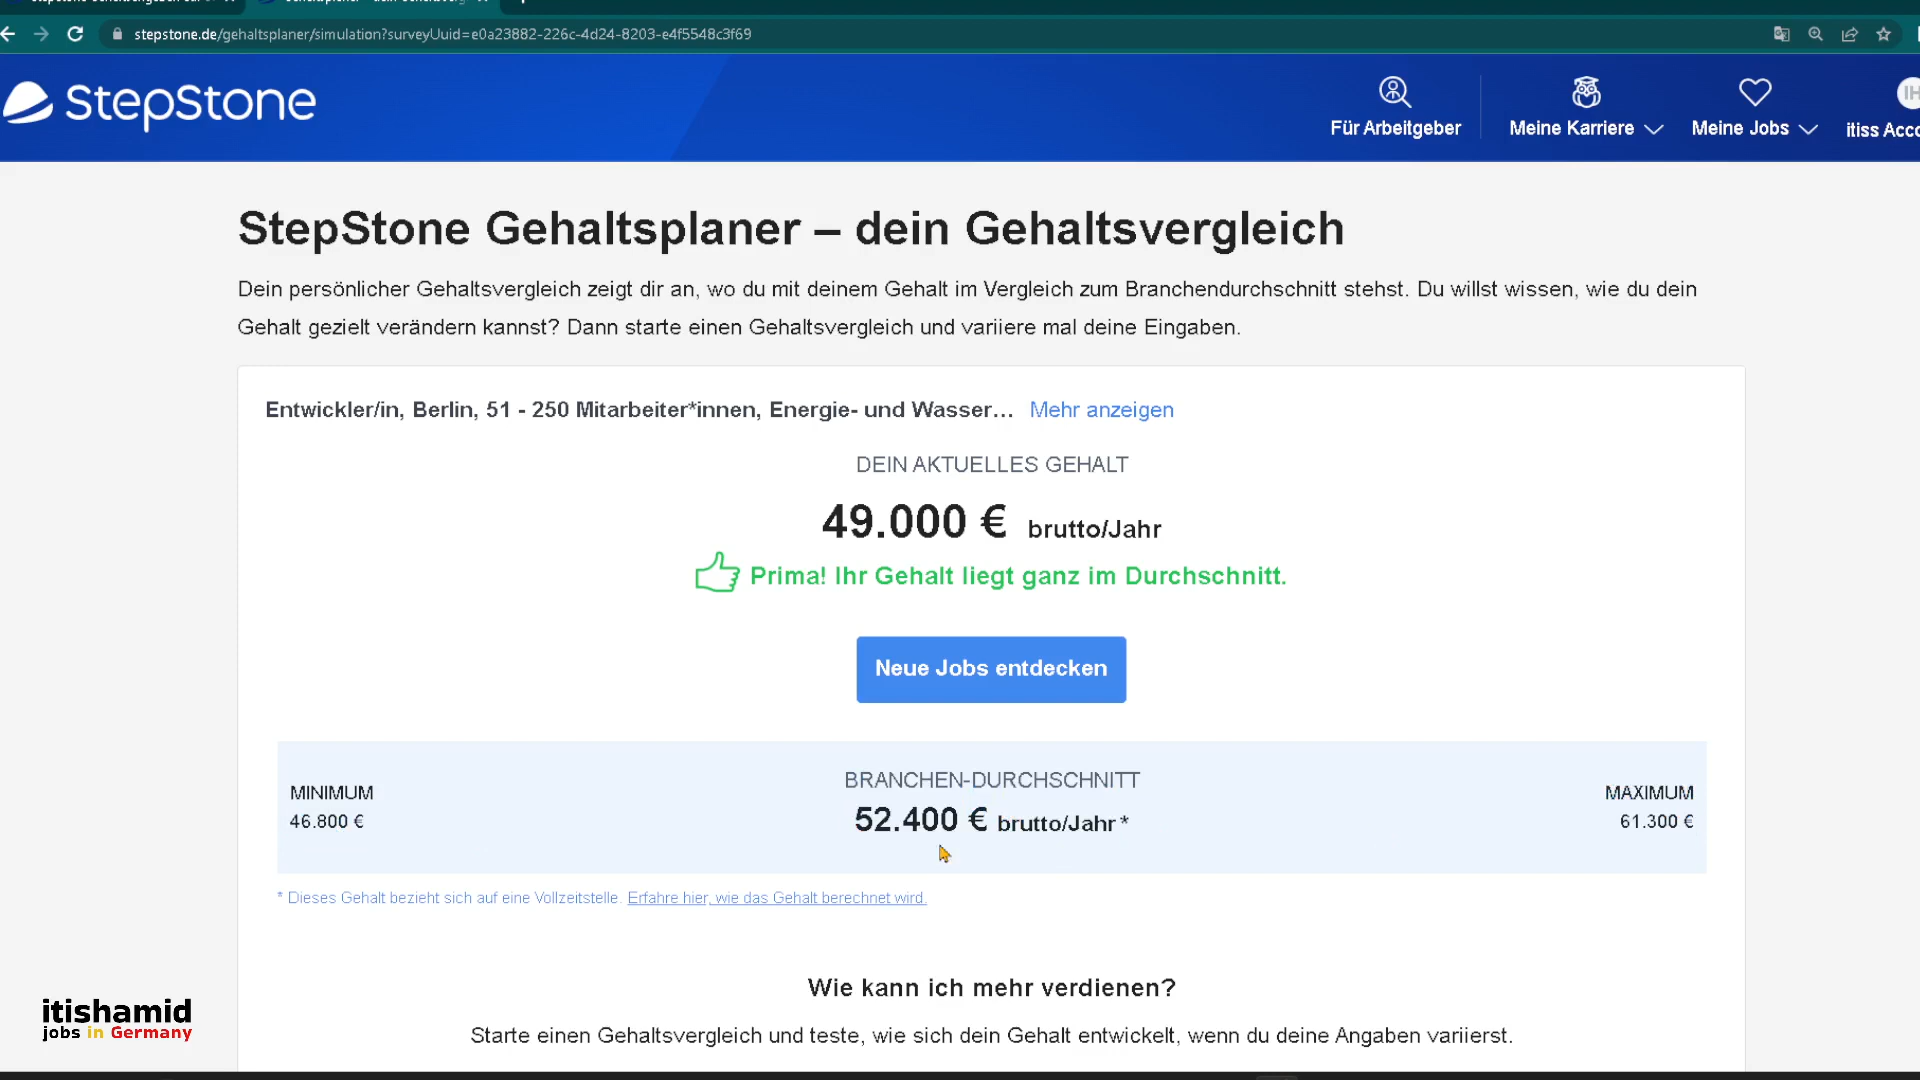 stepstone.de/gehaltsplaner/simulation?surveyUuid=e0a23882-226c-4d24-8203-e4f5548c3f69
StepStone
Für Arbeitgeber
Meine Karriere
Meine Jobs
IH
itiss
StepStone Gehaltsplaner – dein Gehaltsvergleich
Dein persönlicher Gehaltsvergleich zeigt dir an, wo du mit deinem Gehalt im Vergleich zum Branchendurchschnitt stehst. Du willst wissen, wie du dein
Gehalt gezielt verändern kannst? Dann starte einen Gehaltsvergleich und variiere mal deine Eingaben.
Entwickler/in, Berlin, 51 - 250 Mitarbeiter*innen, Energie- und Wasser... Mehr anzeigen
DEIN AKTUELLES GEHALT
49.000 € brutto/Jahr
Prima! Ihr Gehalt liegt ganz im Durchschnitt.
Neue Jobs entdecken
BRANCHEN-DURCHSCHNITT
52.400 € brutto/Jahr*
MINIMUM
46.800 €
MAXIMUM
61.300 €
* Dieses Gehalt bezieht sich auf eine Vollzeitstelle. Erfahre hier, wie das Gehalt berechnet wird.
Wie kann ich mehr verdienen?
Starte einen Gehaltsvergleich und teste, wie sich dein Gehalt entwickelt, wenn du deine Angaben variierst.
itishamid
jobs in Germany